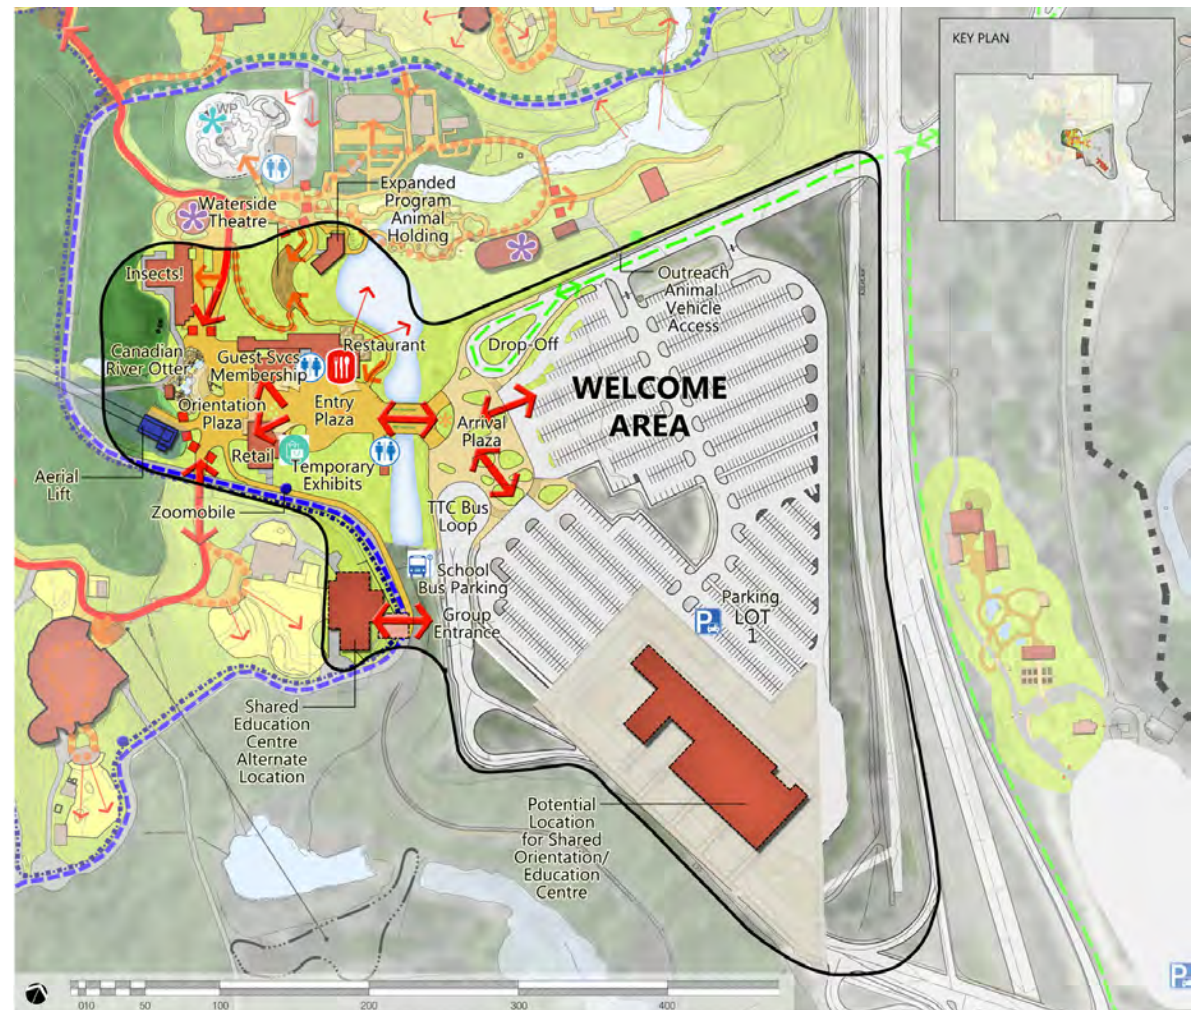 KEY PLAN
WP
Expanded
Program
Animal
Holding
Waterside
Theatre
Insects!
Outreach
Animal
Vehicle
Access
Drop-Off
Restaurant
Canadian
River Otter
Guest Svcs
Membership
WELCOME
AREA
Orientation
Plaza
Entry
Plaza
Arrival
Plaza
Retail
Temporary
Exhibits
Aerial
Lift
Zoomobile
TTC Bus
Loop
School
Bus Parking
Group
Entrance
Parking
LOT
1
P
Shared
Education
Centre
Alternate
Location
Potential
Location
for Shared
Orientation/
Education
Centre
P
010 50 100 200 300 400